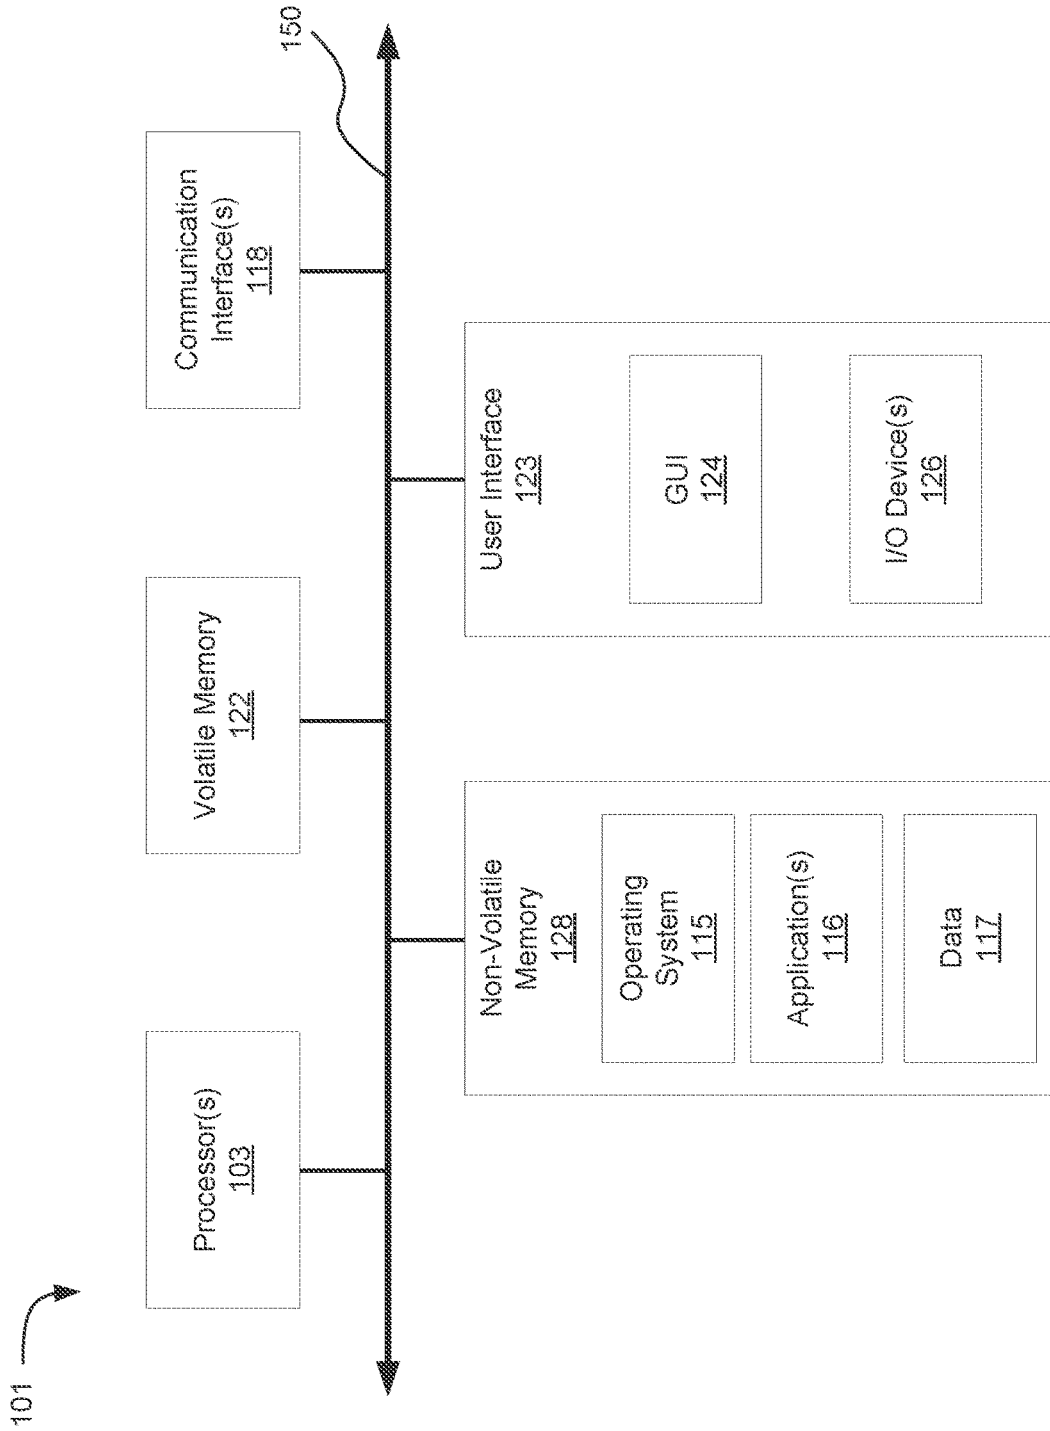 101
150
Processor(s)
103
Volatile Memory
122
Communication
Interface(s)
118
Non-Volatile
Memory
128
Operating
System
115
Application(s)
116
Data
117
User Interface
123
GUI
124
I/O Device(s)
126